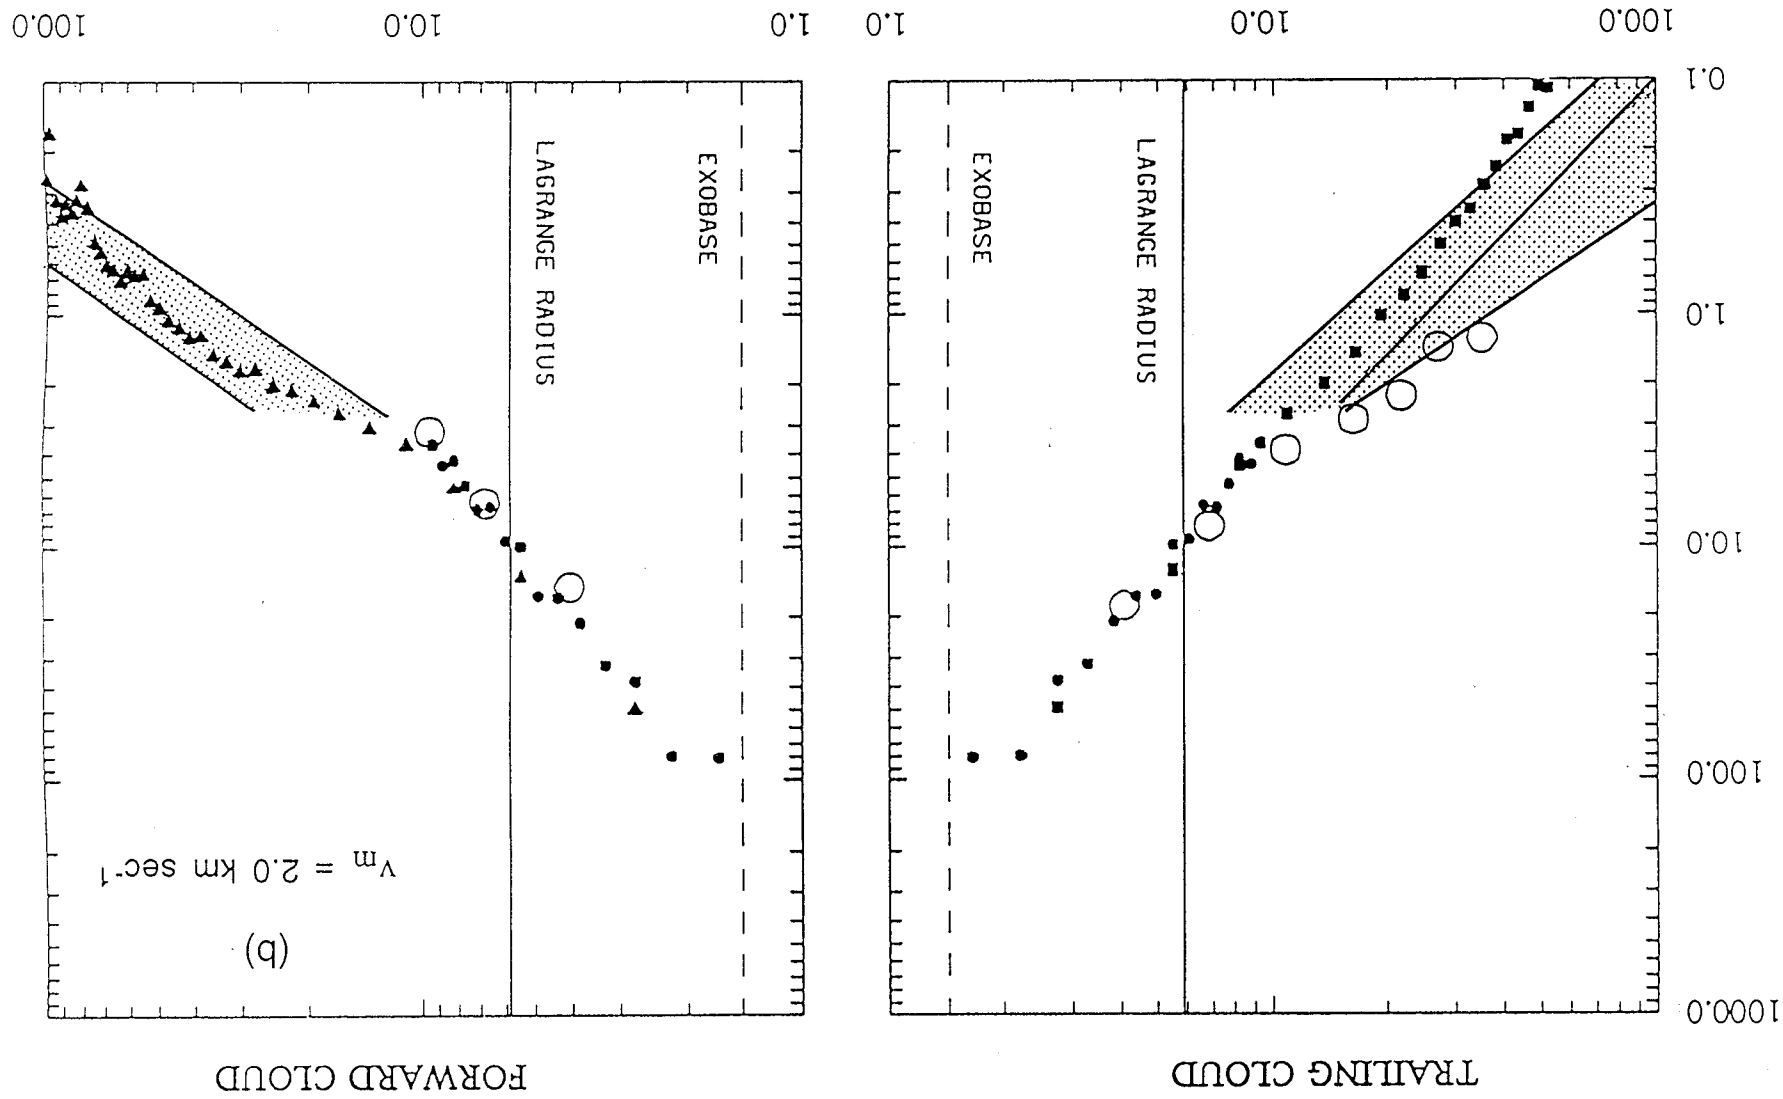 TRAILING CLOUD
FORWARD CLOUD
1000.0
100.0
10.0
1.0
0.1
(b)
v_m = 2.0 km sec⁻¹
LAGRANGE RADIUS
EXOBASE
EXOBASE
LAGRANGE RADIUS
100.0
10.0
1.0
1.0
10.0
100.0